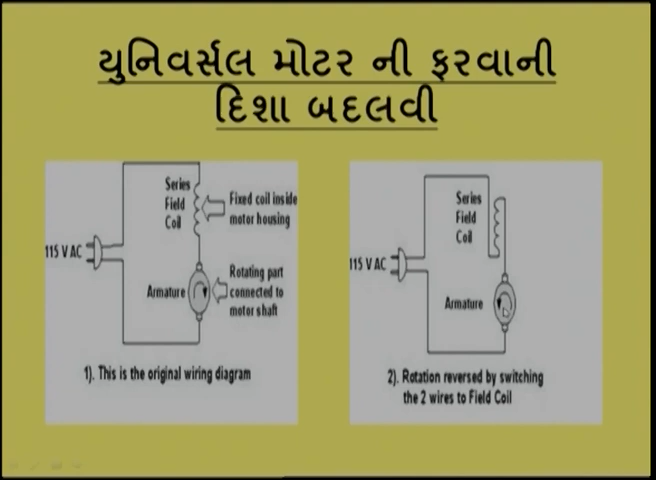 યુનિવર્સલ મોટર ની ફરવાની
દિશા બદલવી
Series
Field
Coil
Fixed coil inside
motor housing
115 V AC
Armature
Rotating part
connected to
motor shaft
1). This is the original wiring diagram
Series
Field
Coil
115 V AC
Armature
2). Rotation reversed by switching
the 2 wires to Field Coil